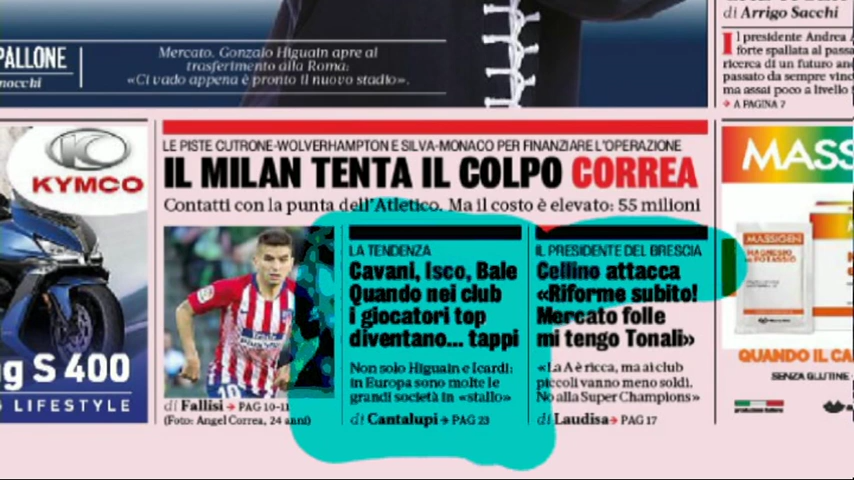 PALLONE
nocchi
Mercato. Gonzalo Higuain apre al
trasferimento alla Roma:
«Ci vado appena è pronto il nuovo stadio».
di Arrigo Sacchi
Il presidente Andrea
forte spallata al passa
ricerca di un futuro
passato da sempre vinc
ma assai poco a livello
➔ A PAGINA 7
KYMCO
g S 400
LIFESTYLE
LE PISTE CUTRONE-WOLVERHAMPTON E SILVA-MONACO PER FINANZIARE L'OPERAZIONE
IL MILAN TENTA IL COLPO CORREA
Contatti con la punta dell'Atletico. Ma il costo è elevato: 55 milioni
di Fallisi ➔ PAG 10-11
(Foto: Angel Correa, 24 anni)
LA TENDENZA
Cavani, Isco, Bale
Quando nei club
i giocatori top
diventano... tappi
Non solo Higuain e Icardi:
in Europa sono molte le
grandi società in «stallo»
di Cantalupi ➔ PAG 23
IL PRESIDENTE DEL BRESCIA
Cellino attacca
«Riforme subito!
Mercato folle
mi tengo Tonali»
«La A è ricca, ma ai club
piccoli vanno meno soldi.
No alla Super Champions»
di Laudisa ➔ PAG 17
MASS
MASSIGEN
MAGNESIO
e POTASSIO
QUANDO IL CA
SENZA GLUTINE